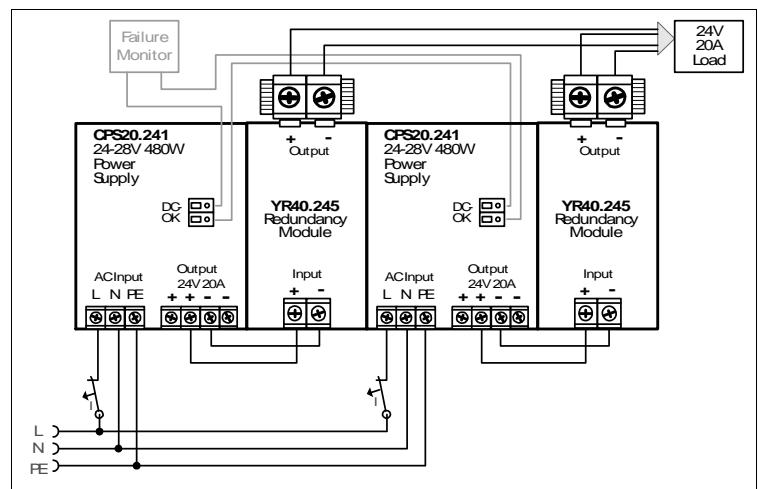 Failure
Monitor
24V
20A
Load
CPS20.241
24-28V 480W
Power
Supply
DC-
OK
AC Input
L N PE
Output
24V 20A
+ + - -
+ -
Output
YR40.245
Redundancy
Module
Input
+ -
CPS20.241
24-28V 480W
Power
Supply
DC-
OK
AC Input
L N PE
Output
24V 20A
+ + - -
+ -
Output
YR40.245
Redundancy
Module
Input
+ -
I
I
L
N
PE